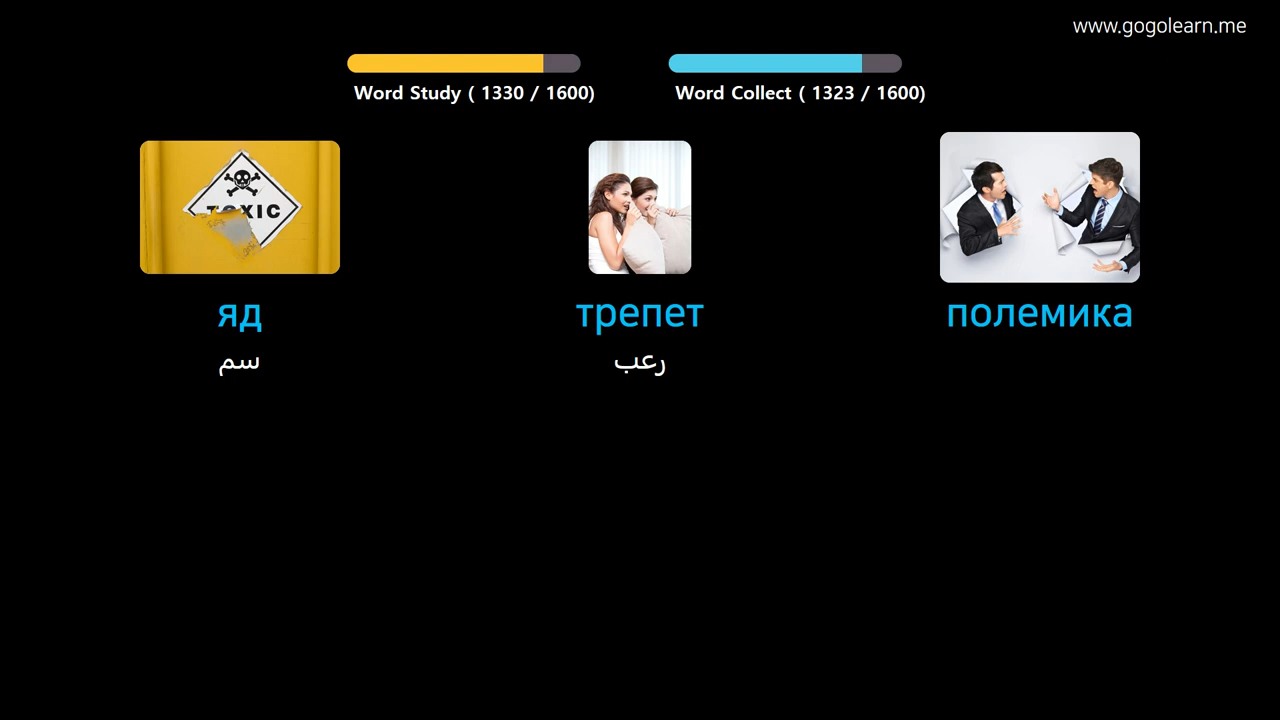 www.gogolearn.me
Word Study ( 1330 / 1600)
Word Collect ( 1323 / 1600)
TOXIC
яд
трепет
полемика
سم
رعب